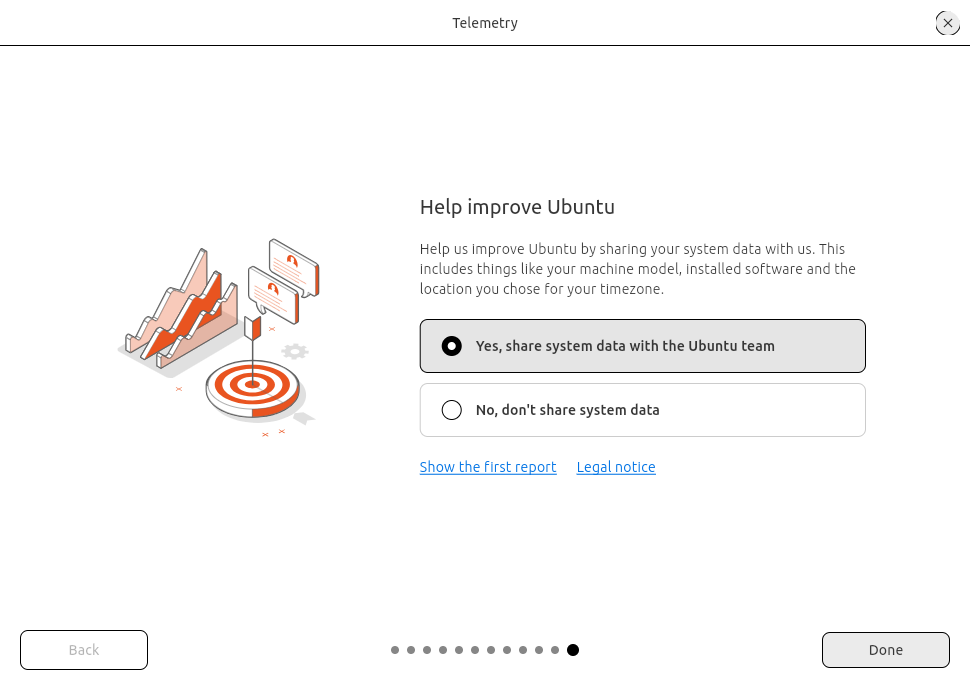 Telemetry
Help improve Ubuntu
Help us improve Ubuntu by sharing your system data with us. This
includes things like your machine model, installed software and the
location you chose for your timezone.
Yes, share system data with the Ubuntu team
No, don't share system data
Show the first report Legal notice
Back Done